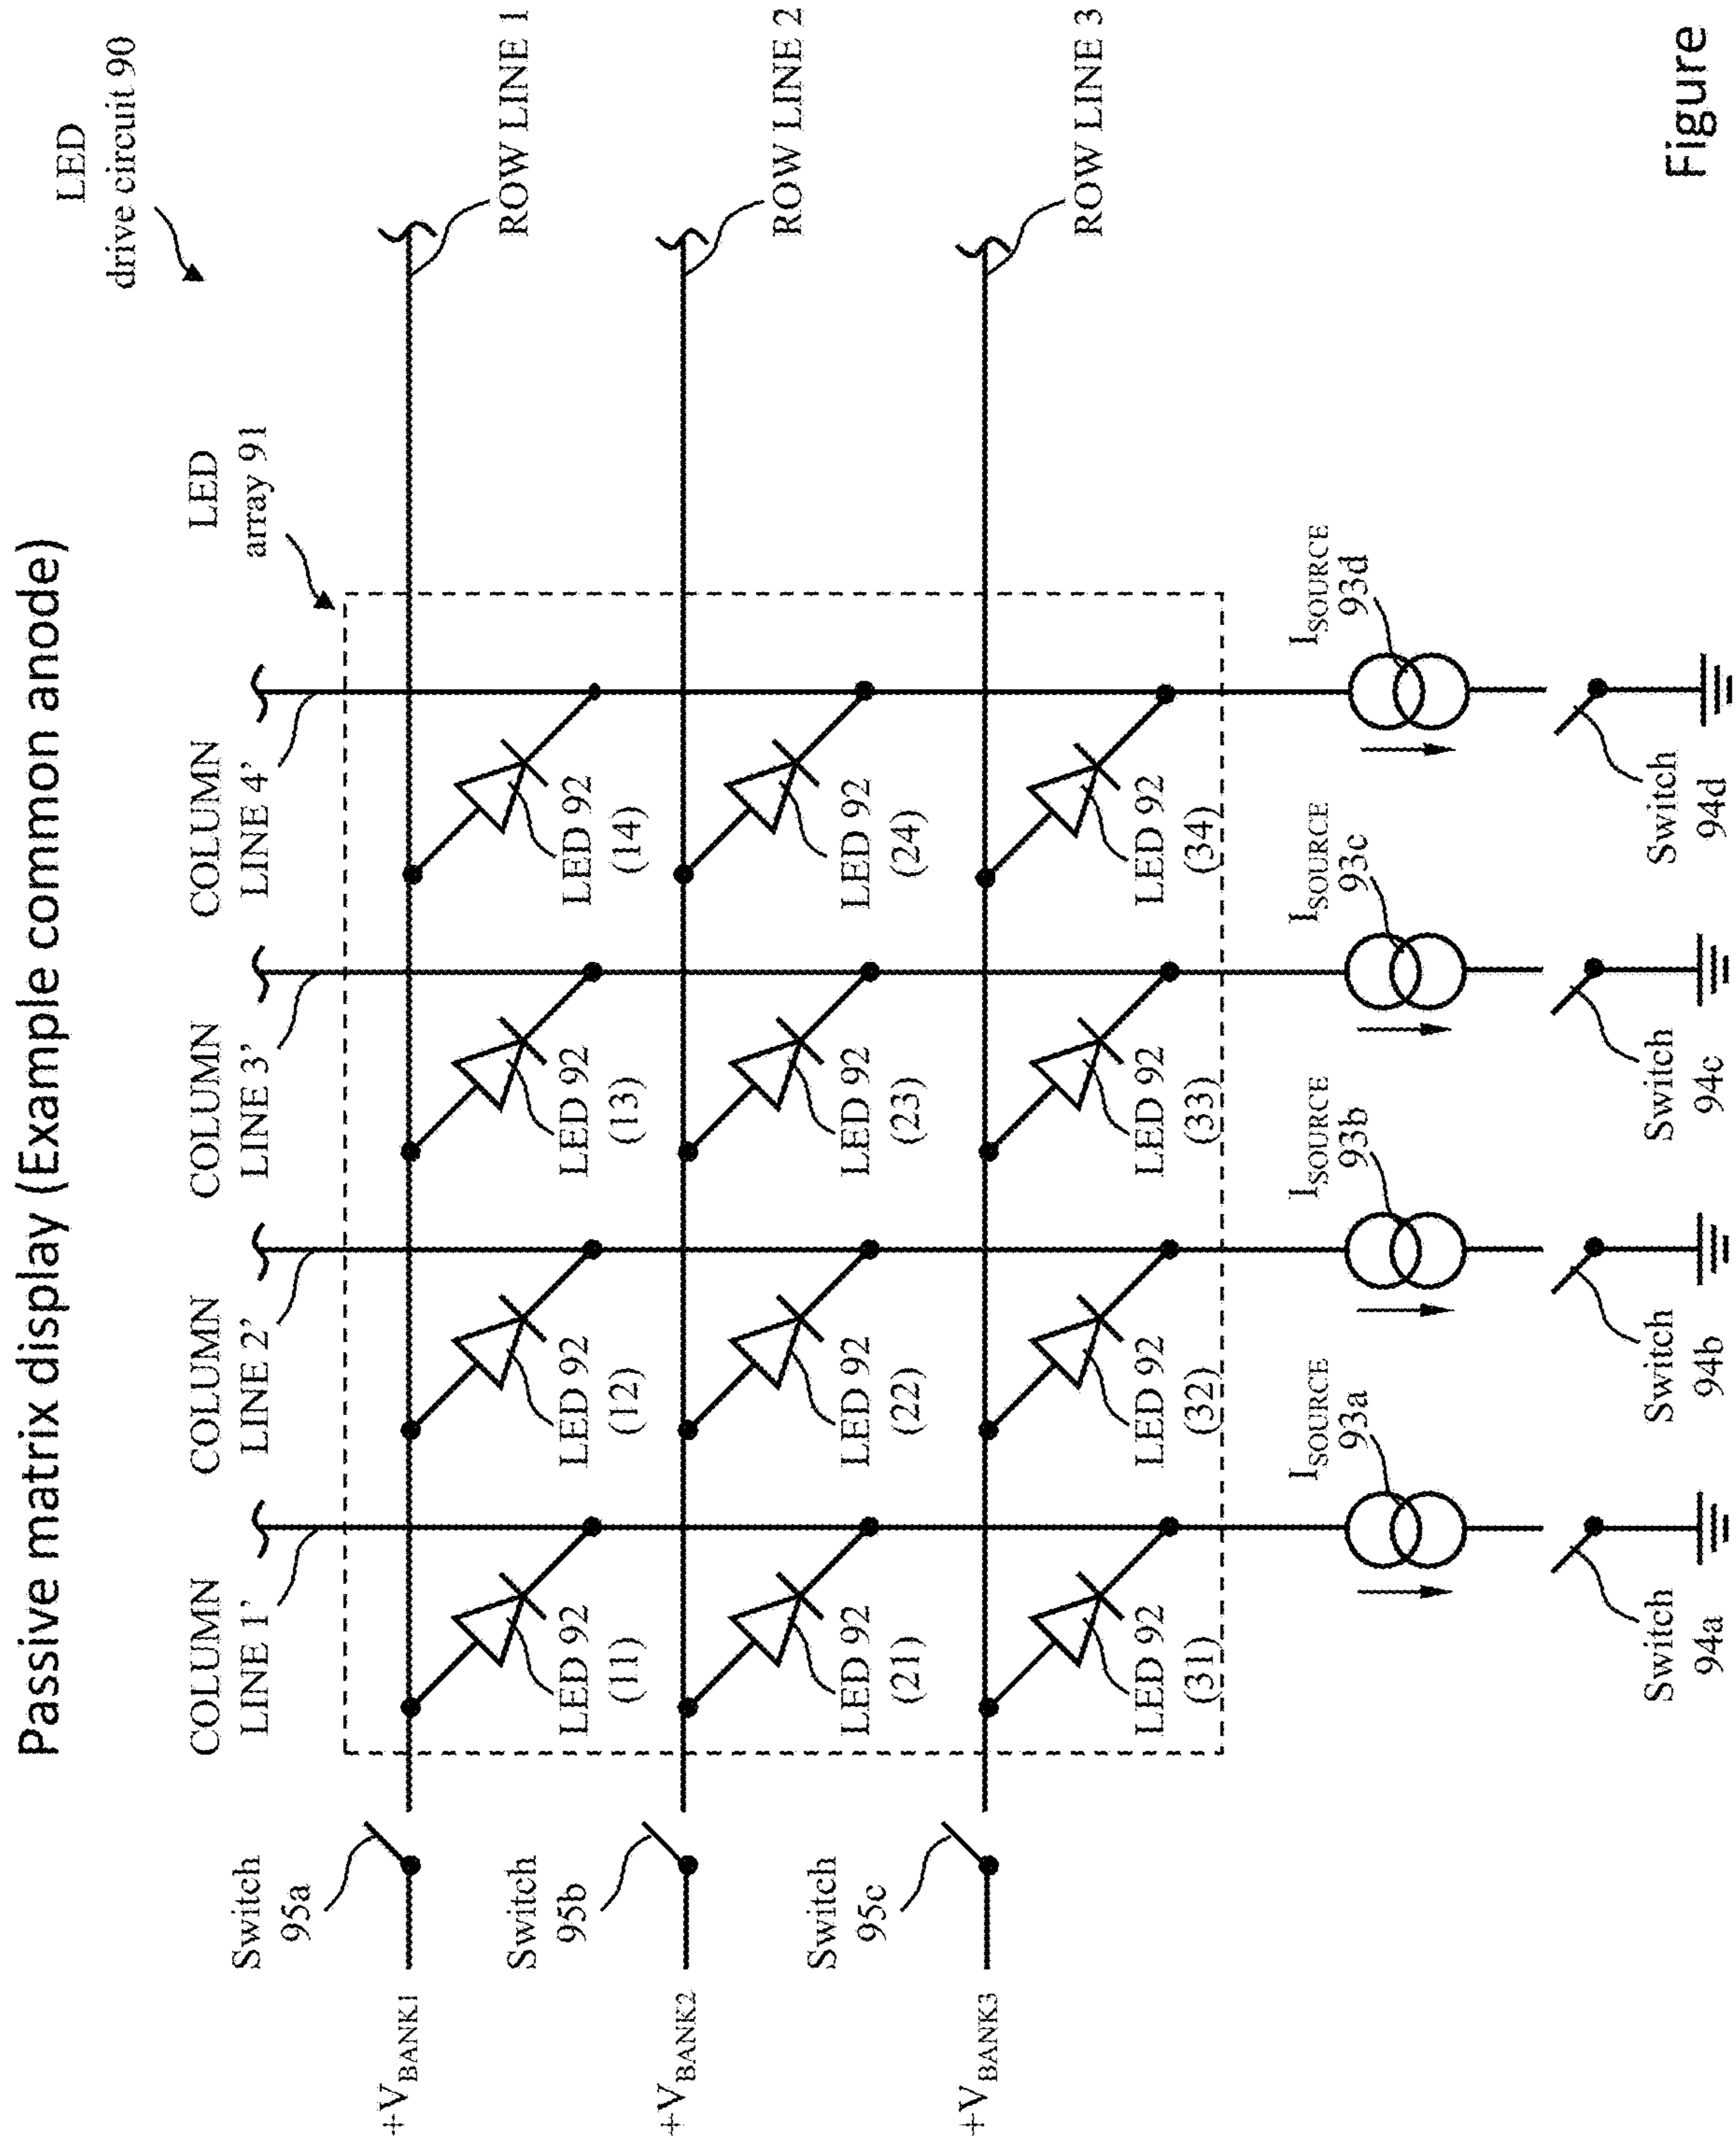 Passive matrix display (Example common anode)
LED
drive circuit 90
LED
array 91
COLUMN
LINE 1’
COLUMN
LINE 2’
COLUMN
LINE 3’
COLUMN
LINE 4’
Switch
95a
+VBANK1
ROW LINE 1
LED 92
(11)
LED 92
(12)
LED 92
(13)
LED 92
(14)
Switch
95b
+VBANK2
ROW LINE 2
LED 92
(21)
LED 92
(22)
LED 92
(23)
LED 92
(24)
Switch
95c
+VBANK3
ROW LINE 3
LED 92
(31)
LED 92
(32)
LED 92
(33)
LED 92
(34)
ISOURCE
93a
ISOURCE
93b
ISOURCE
93c
ISOURCE
93d
Switch
94a
Switch
94b
Switch
94c
Switch
94d
Figure